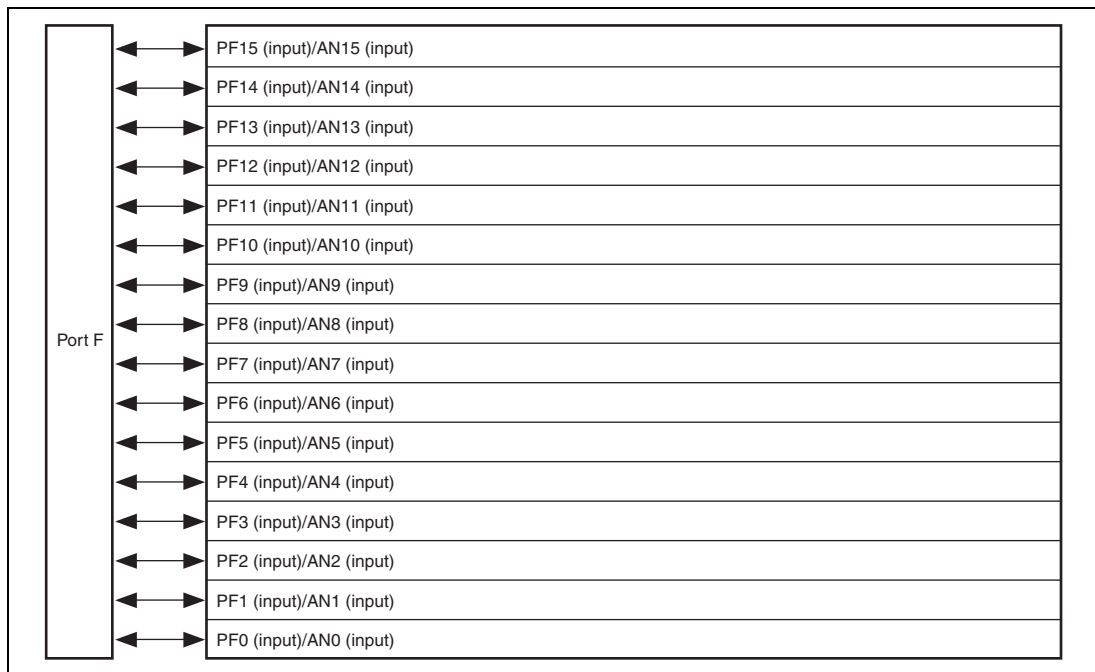 PF15 (input)/AN15 (input)
PF14 (input)/AN14 (input)
PF13 (input)/AN13 (input)
PF12 (input)/AN12 (input)
PF11 (input)/AN11 (input)
PF10 (input)/AN10 (input)
PF9 (input)/AN9 (input)
PF8 (input)/AN8 (input)
Port F
PF7 (input)/AN7 (input)
PF6 (input)/AN6 (input)
PF5 (input)/AN5 (input)
PF4 (input)/AN4 (input)
PF3 (input)/AN3 (input)
PF2 (input)/AN2 (input)
PF1 (input)/AN1 (input)
PF0 (input)/AN0 (input)